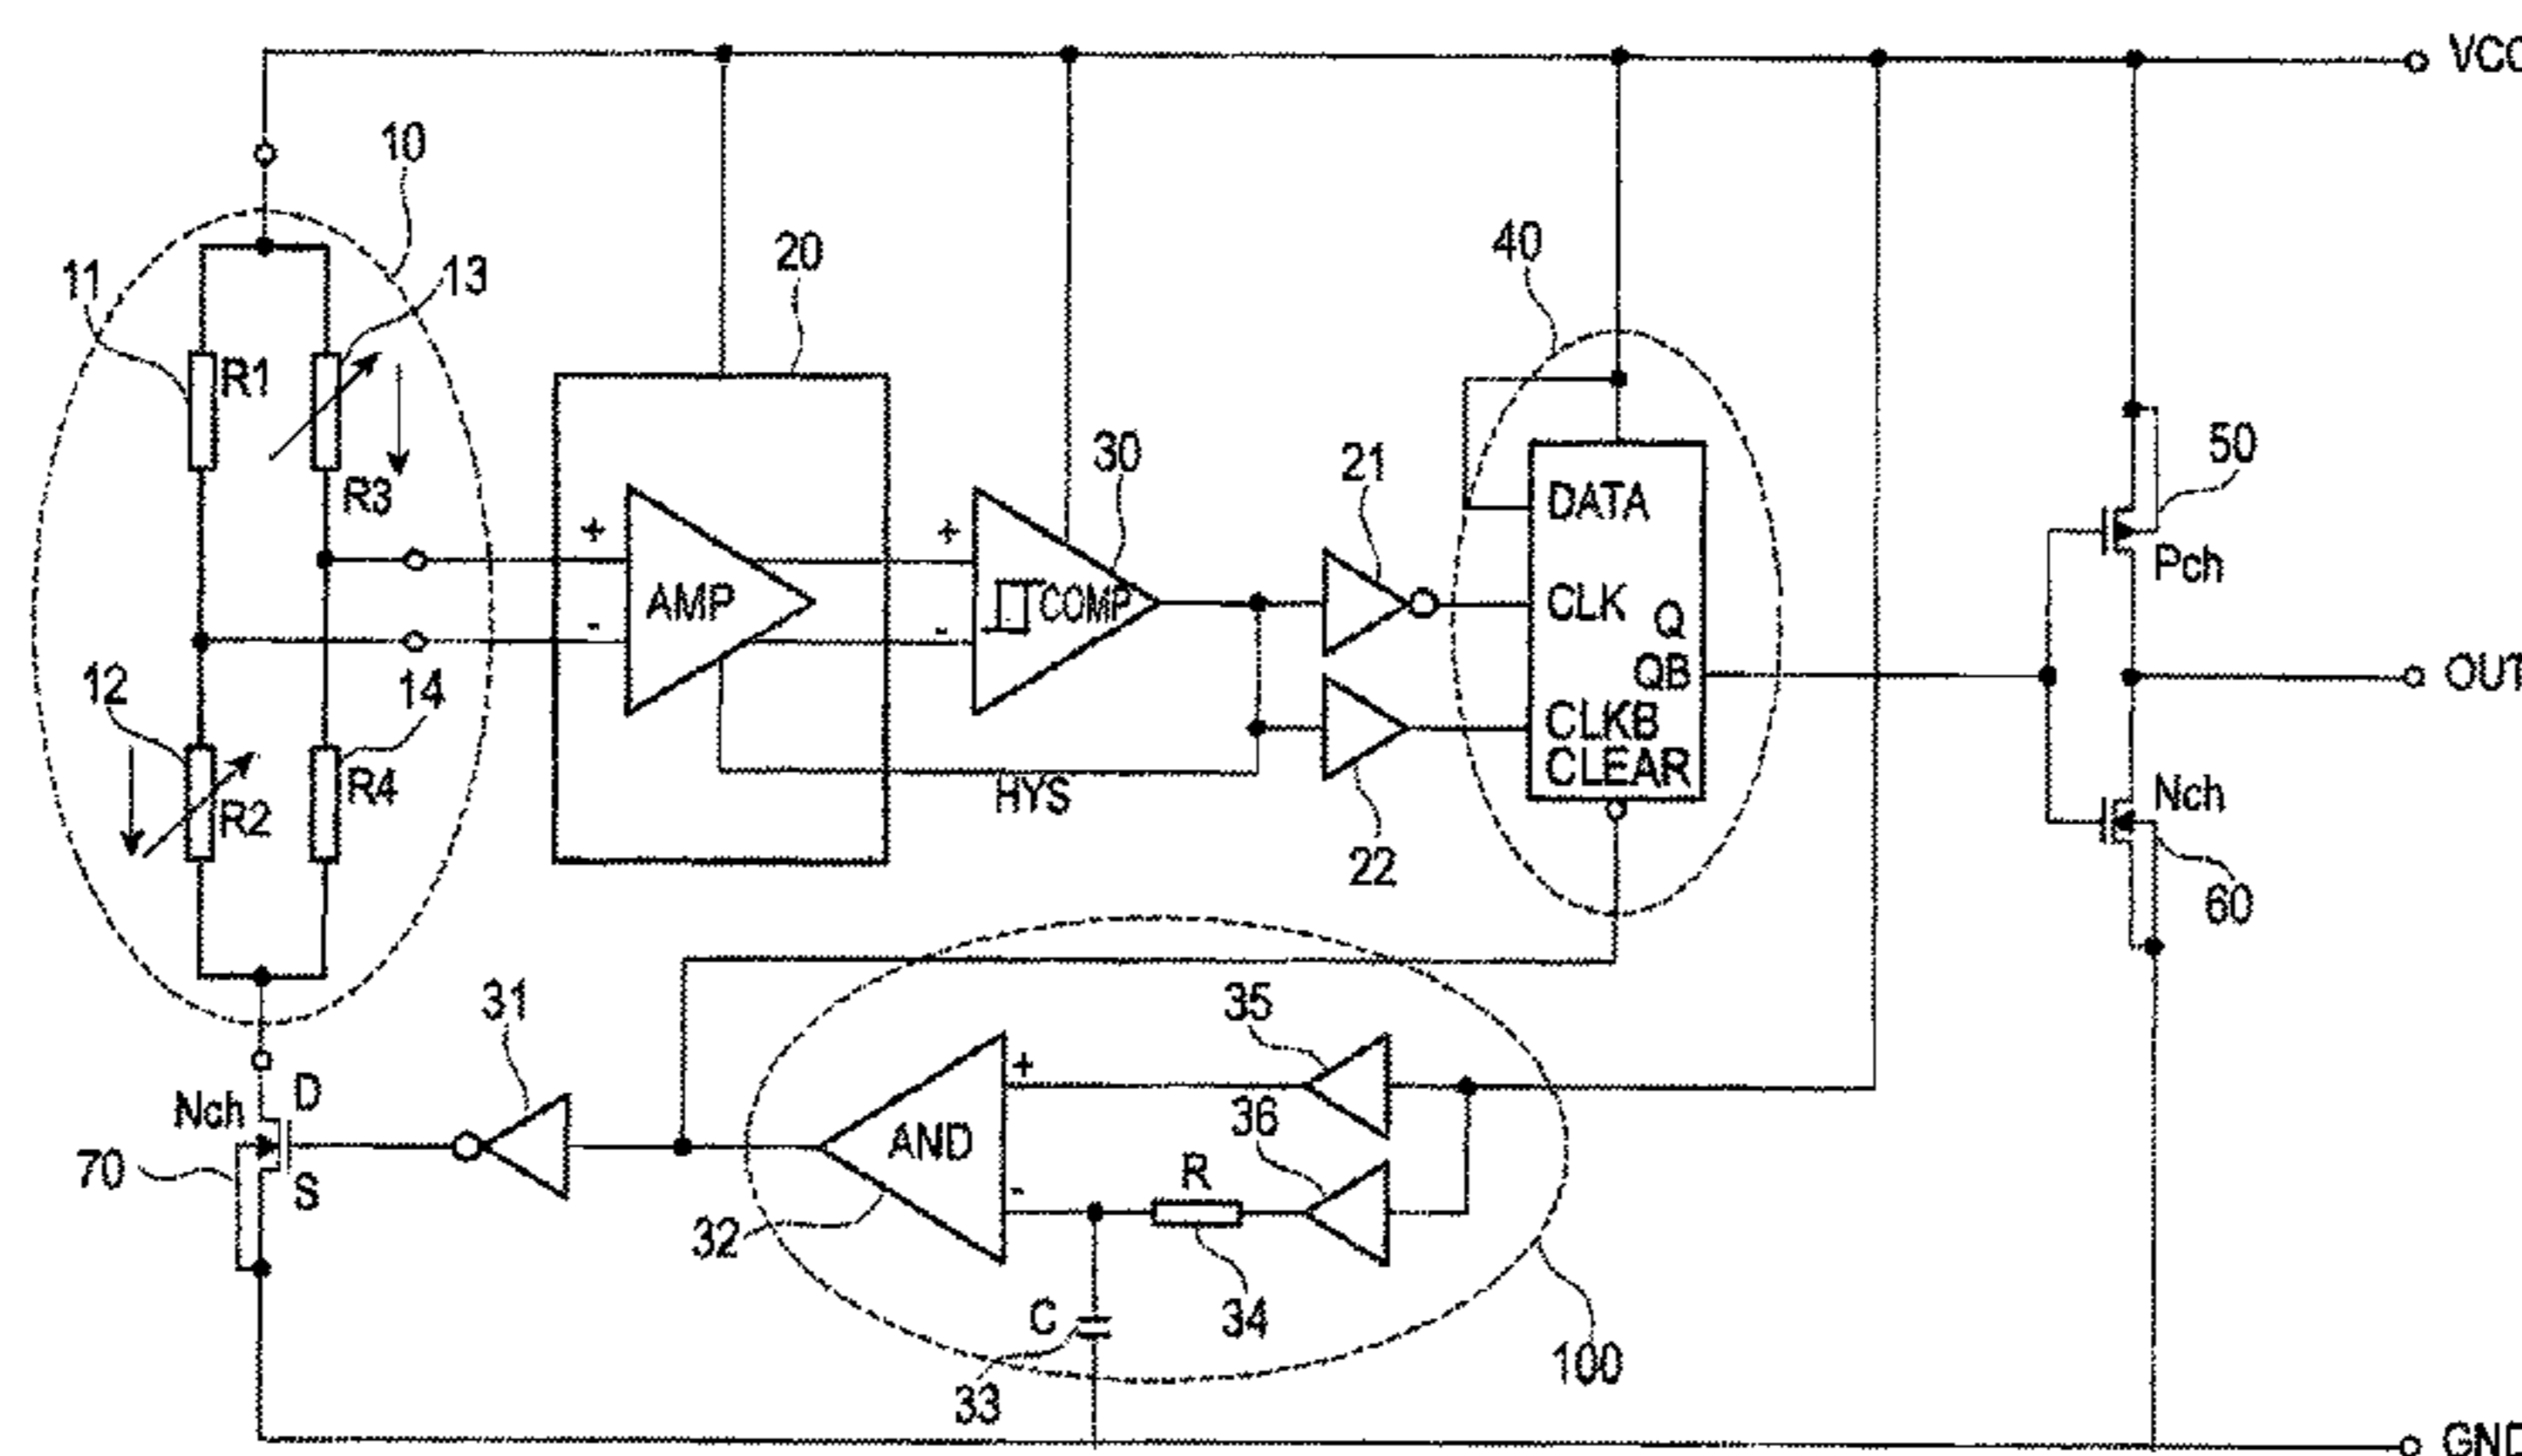 VCC
10
11
13
20
40
R1
R3
30
21
50
DATA
+
+
Pch
AMP
COMP
CLK
Q
-
-
QB
OUT
12
14
CLKB
CLEAR
R2
R4
HYS
Nch
22
60
31
35
+
D
Nch
36
AND
70
S
R
-
32
C
34
33
100
GND